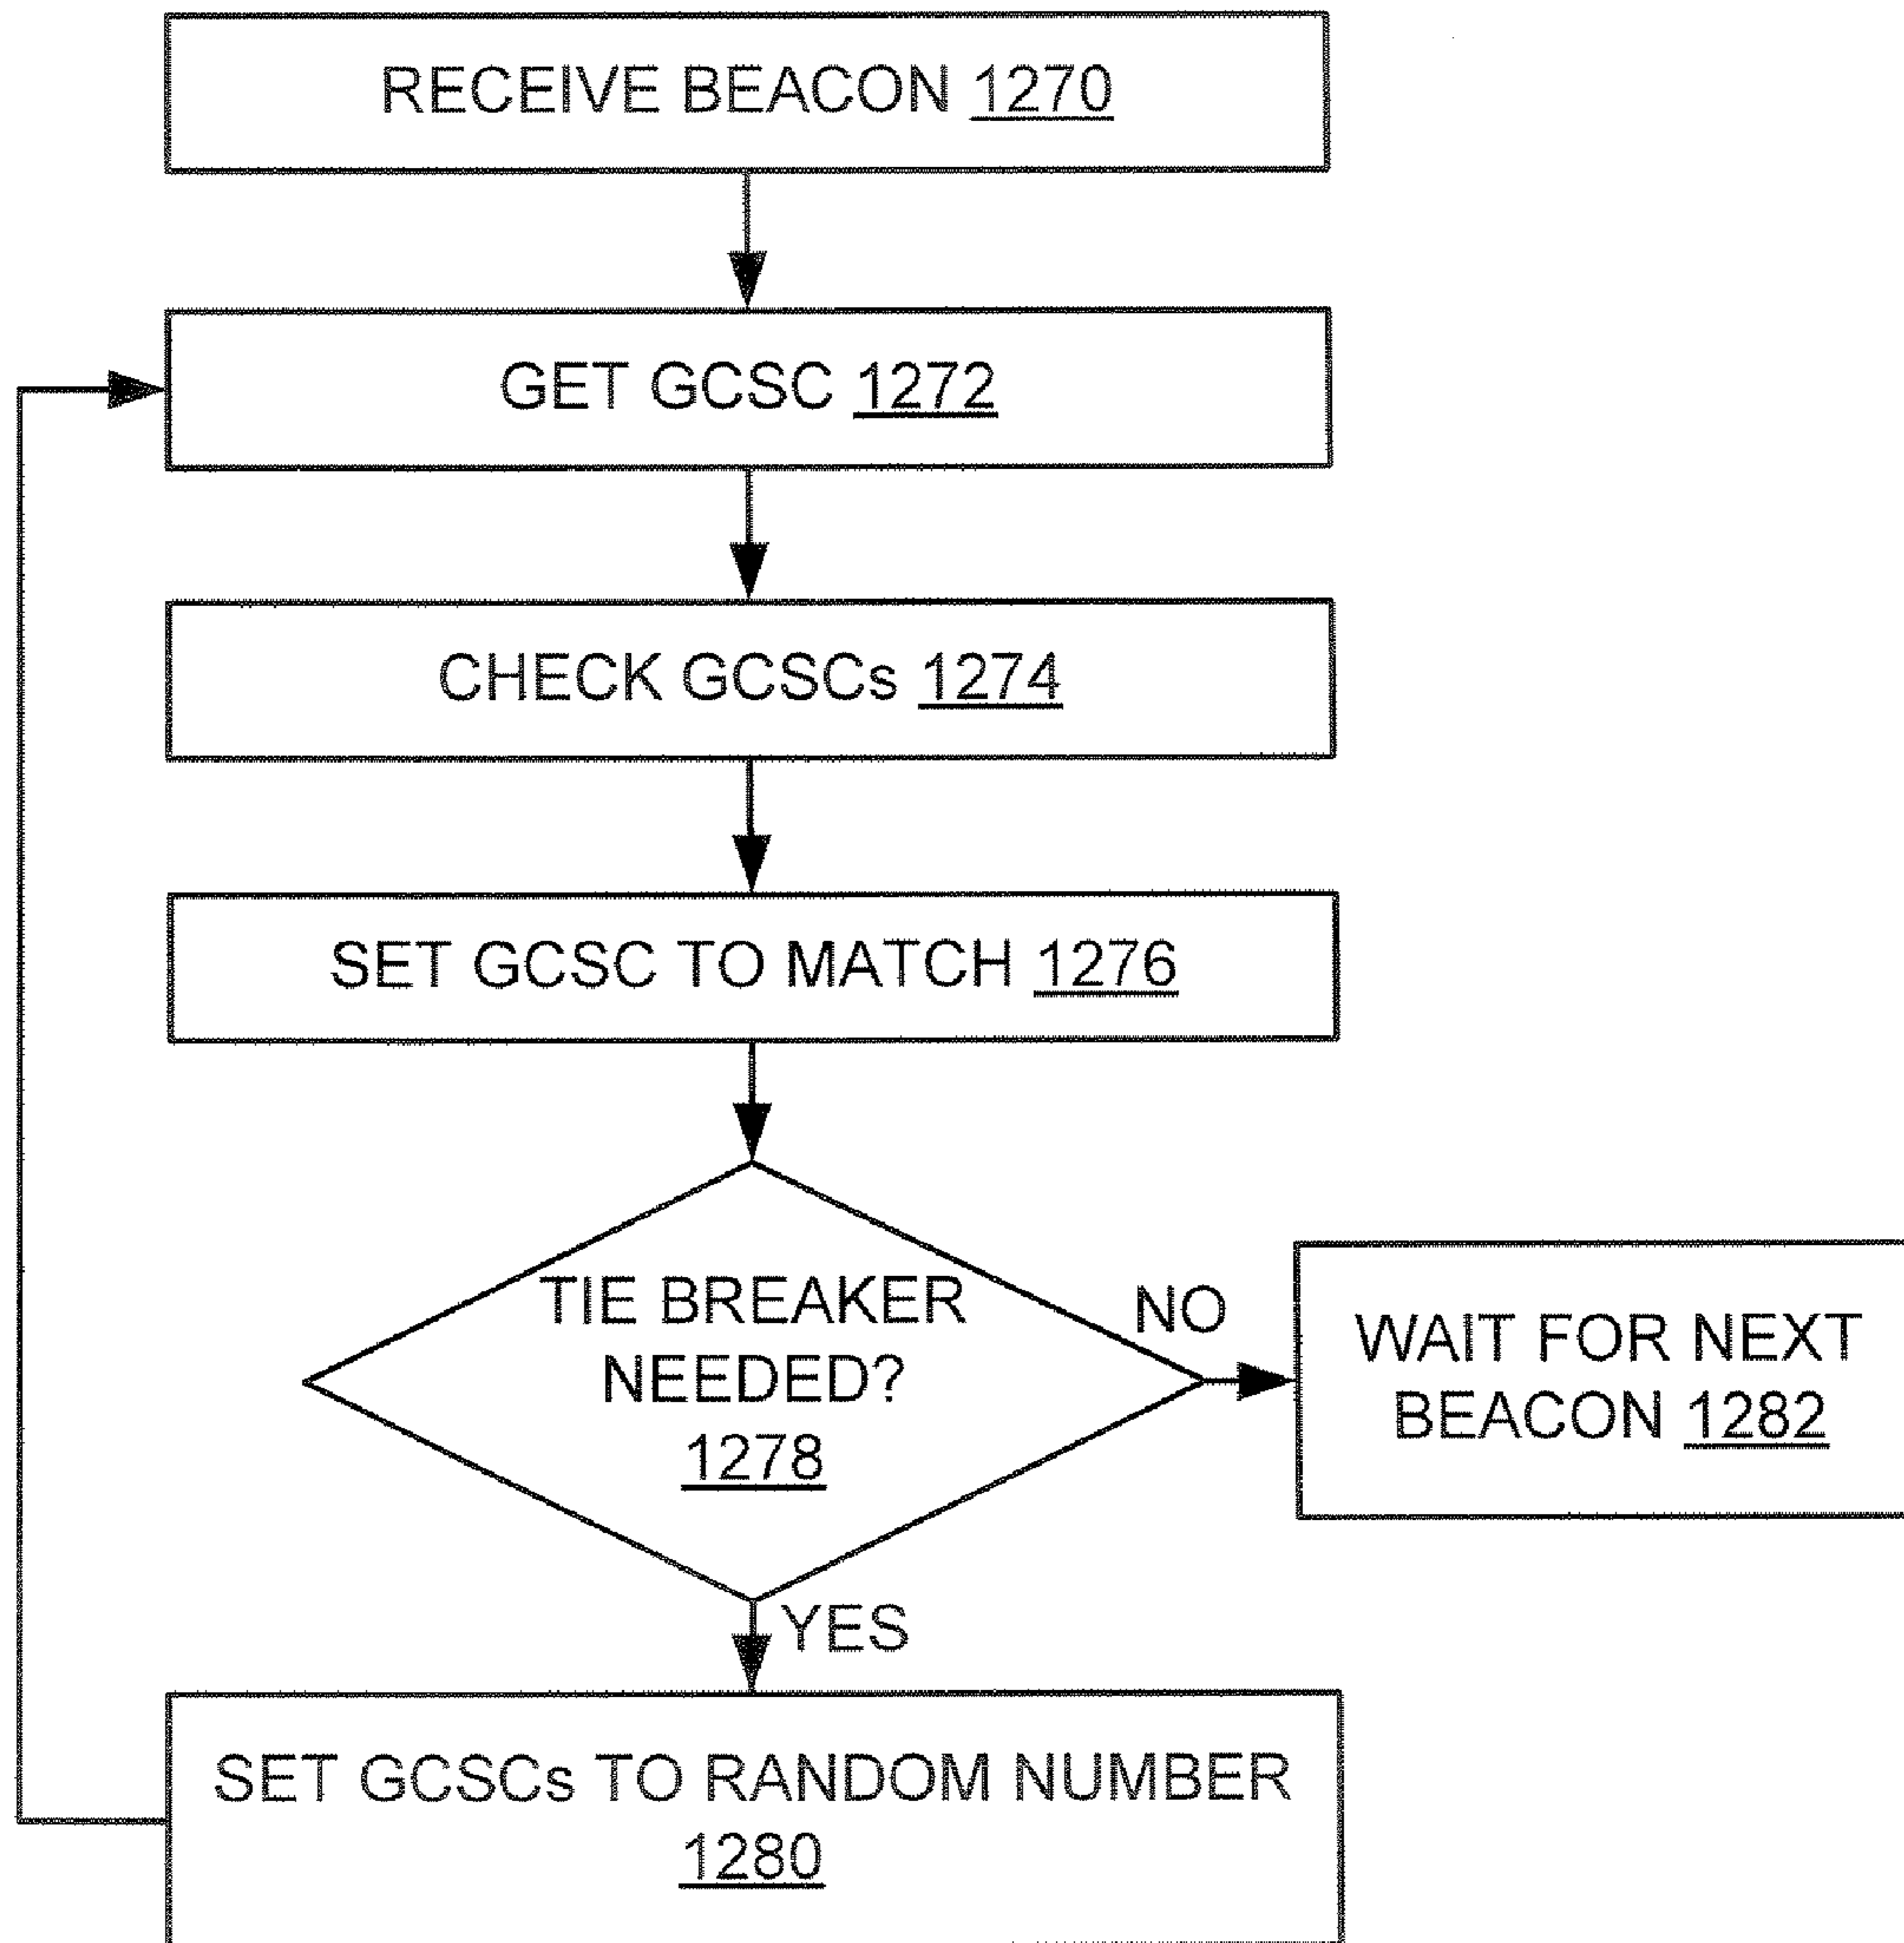 RECEIVE BEACON 1270
GET GCSC 1272
CHECK GCSCs 1274
SET GCSC TO MATCH 1276
TIE BREAKER
NEEDED?
1278
NO
WAIT FOR NEXT
BEACON 1282
YES
SET GCSCs TO RANDOM NUMBER
1280